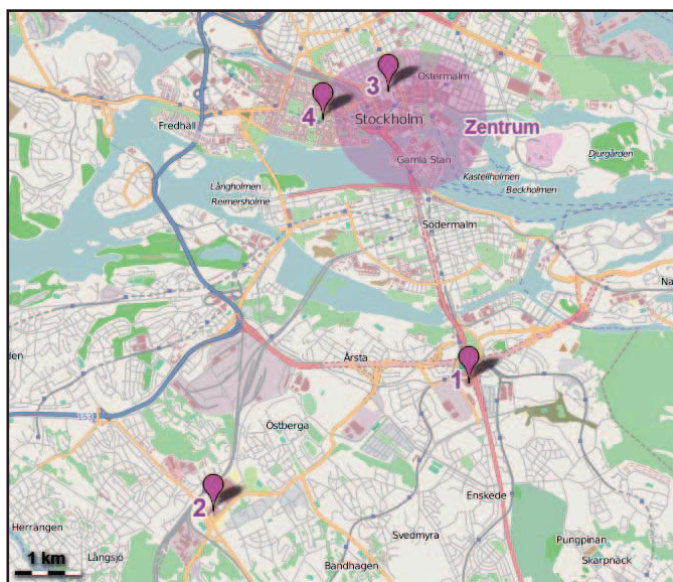 3
Östermalm
4
Stockholm
Fredhäll
Zentrum
Gamla Stan
Djurgården
Kastellholmen
Långholmen
Beckholmen
Reimersholme
Södermalm
Na
den
Årsta
1
Östberga
2
Enskede
Herrängen
Svedmyra
Pungpinan
1 km
Långsjö
Bandhagen
Skarpnäck